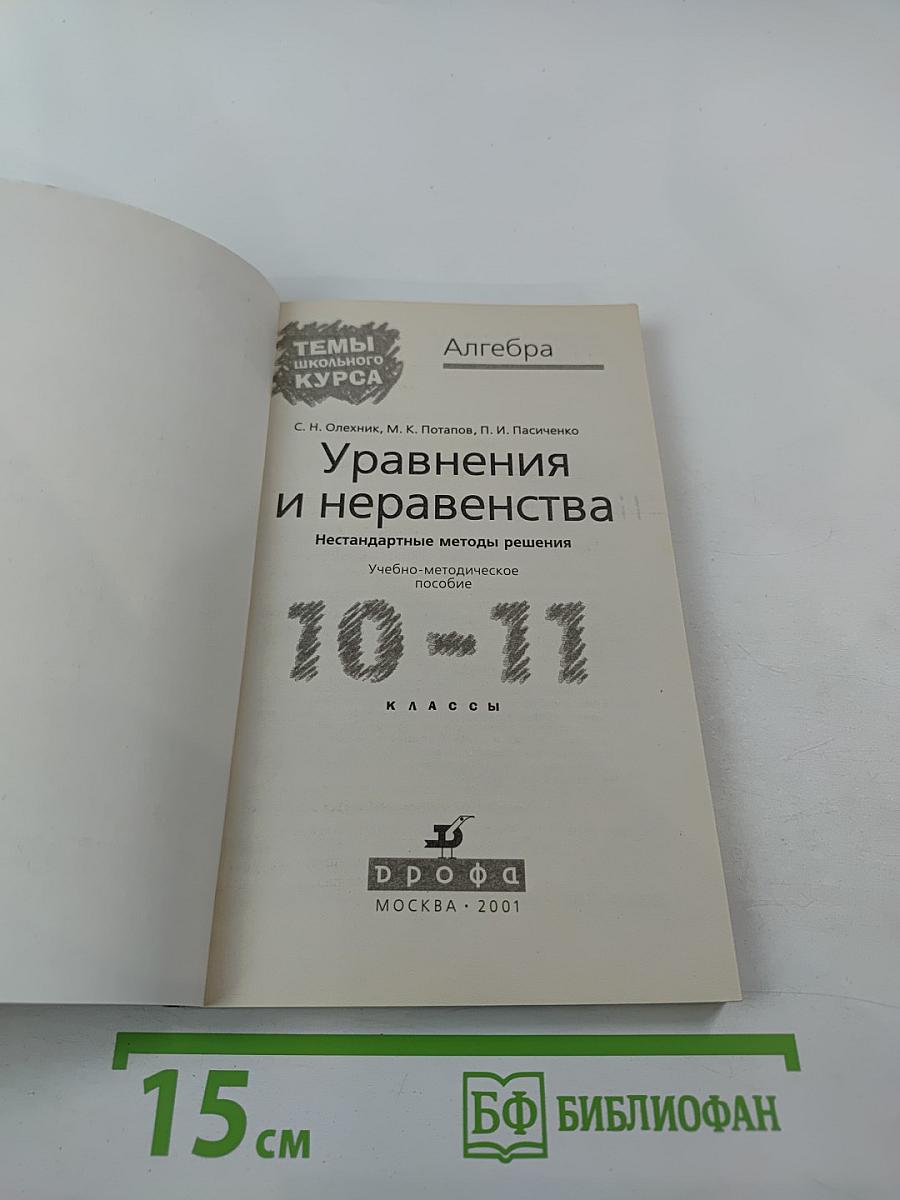 ТЕМЫ
ШКОЛЬНОГО
КУРСА
Алгебра
С. Н. Олехник, М. К. Потапов, П. И. Пасиченко
Уравнения
и неравенства
Нестандартные методы решения
Учебно-методическое
пособие
10–11
КЛАССЫ
ДРОФА
МОСКВА · 2001
15 см
БФ БИБЛИОФАН